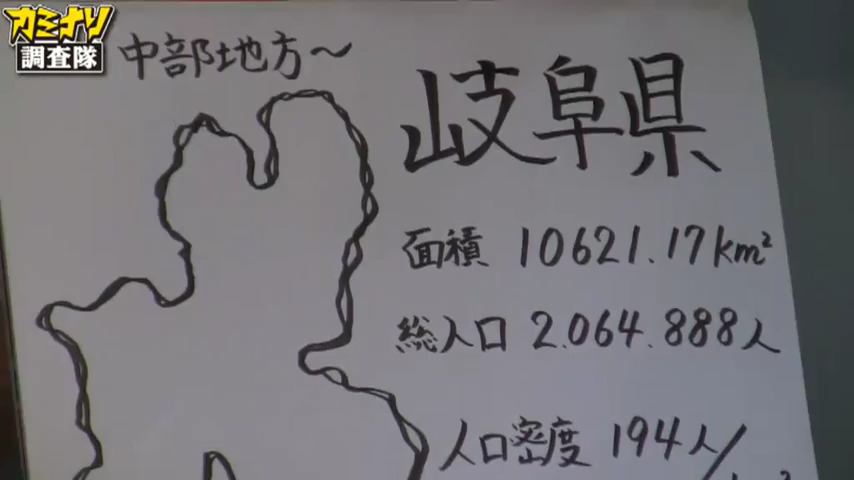 カミナリ
調査隊
中部地方〜
岐阜県
面積 10621.17km²
総人口 2.064.888人
人口密度 194人/